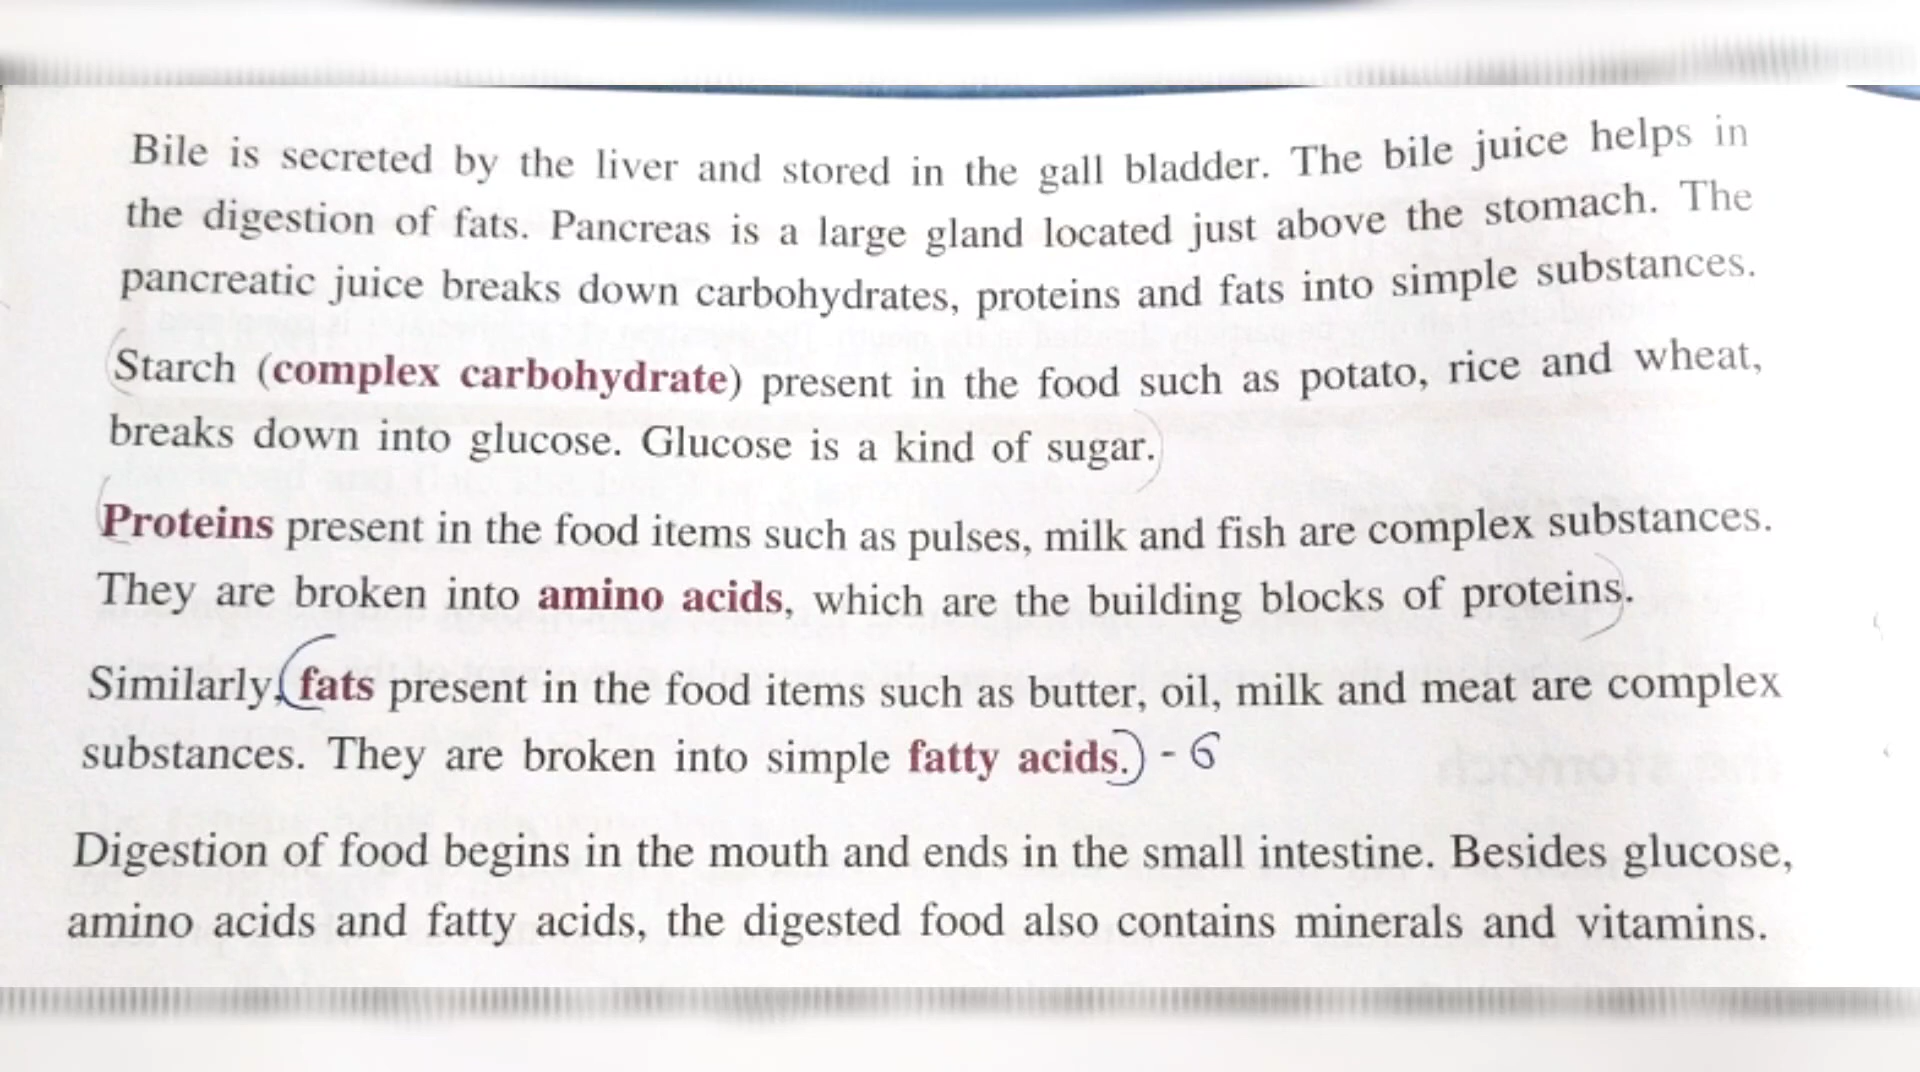 Bile is secreted by the liver and stored in the gall bladder. The bile juice helps in
the digestion of fats. Pancreas is a large gland located just above the stomach. The
pancreatic juice breaks down carbohydrates, proteins and fats into simple substances.
Starch (complex carbohydrate) present in the food such as potato, rice and wheat,
breaks down into glucose. Glucose is a kind of sugar.
Proteins present in the food items such as pulses, milk and fish are complex substances.
They are broken into amino acids, which are the building blocks of proteins.
Similarly, (fats present in the food items such as butter, oil, milk and meat are complex
substances. They are broken into simple fatty acids.) - 6
Digestion of food begins in the mouth and ends in the small intestine. Besides glucose,
amino acids and fatty acids, the digested food also contains minerals and vitamins.